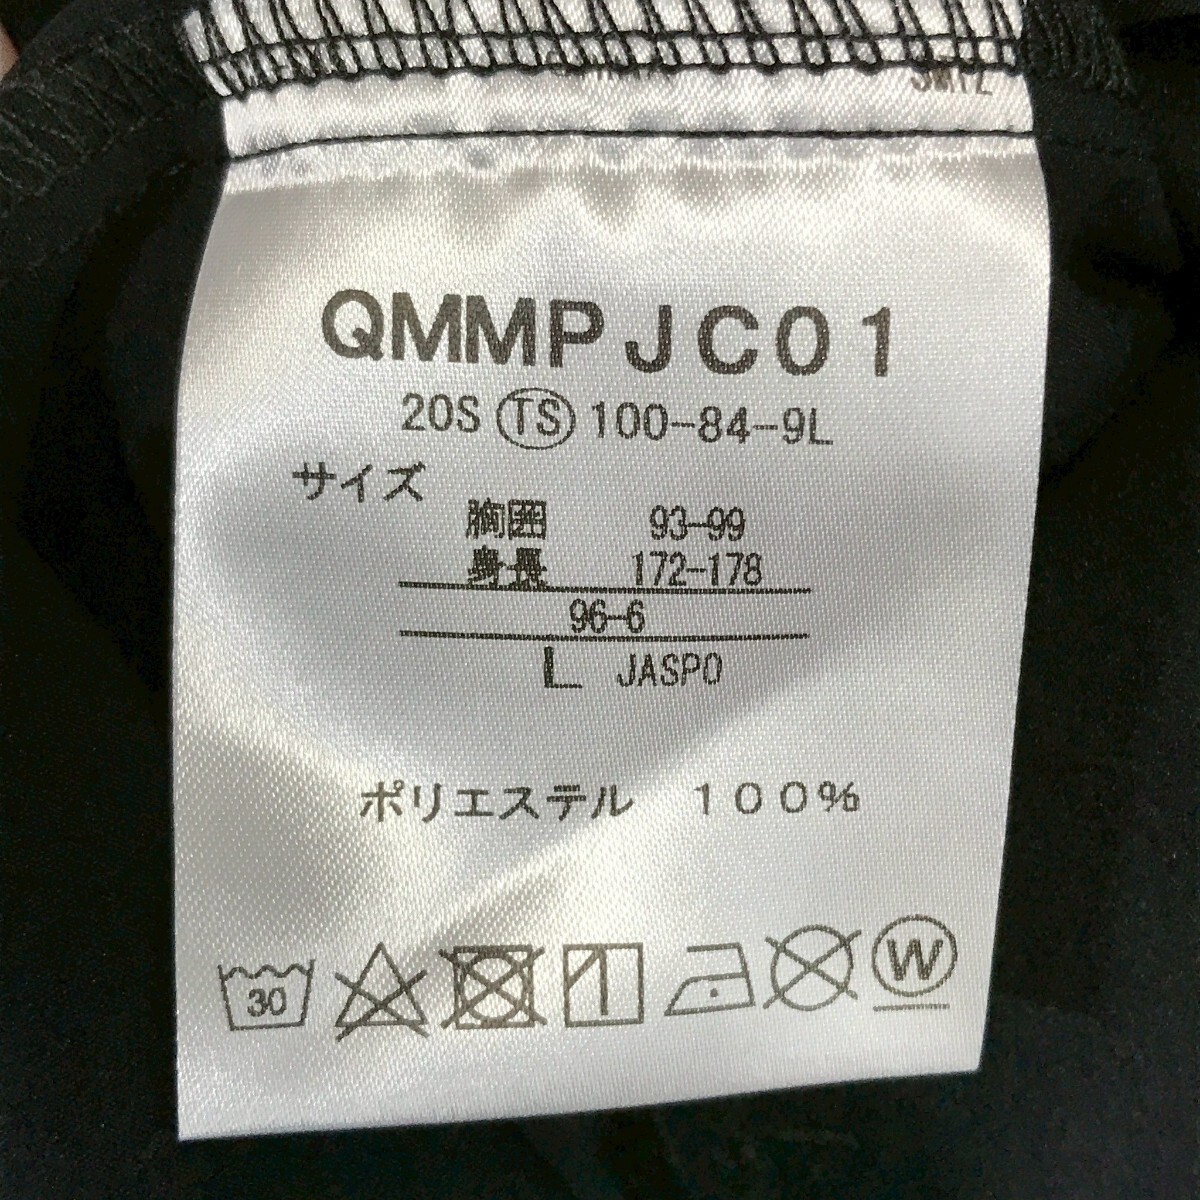 QMMPJC01
20S TS 100-84-9L
サイズ
胸囲 93-99
身長 172-178
96-6
L JASPO
ポリエステル 100%
30
W